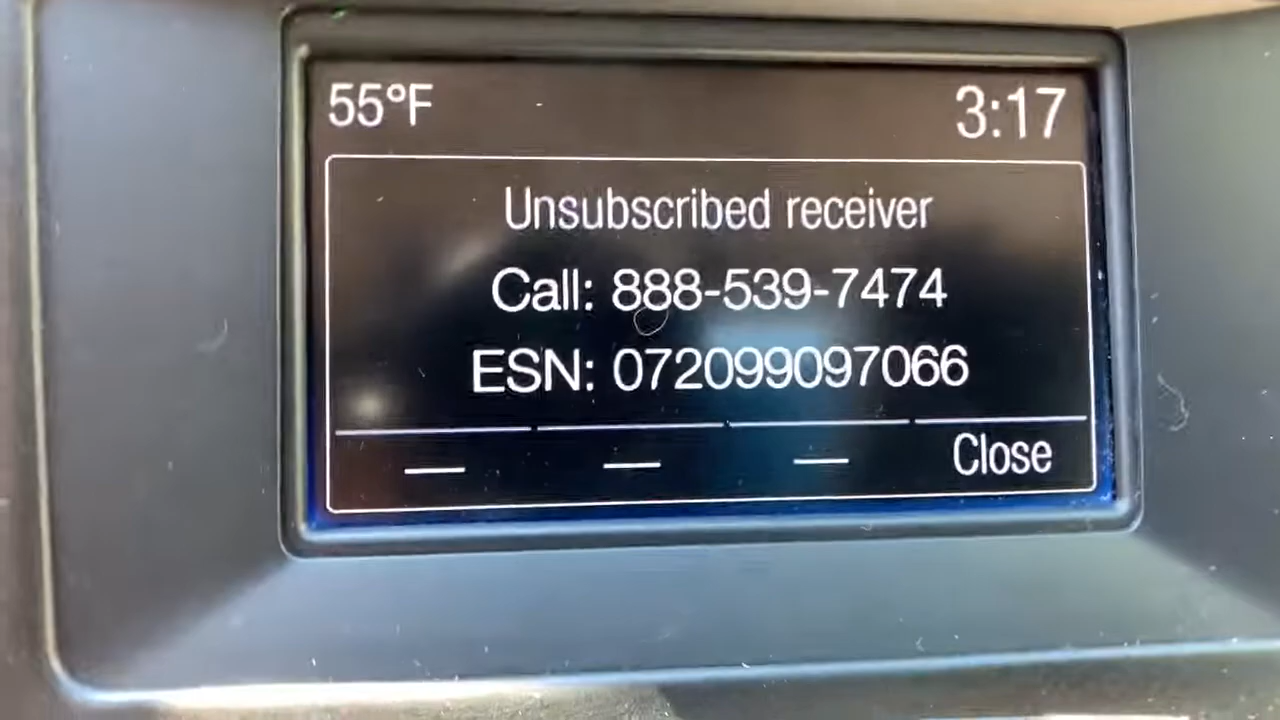 55°F 3:17
Unsubscribed receiver
Call: 888-539-7474
ESN: 072099097066
Close